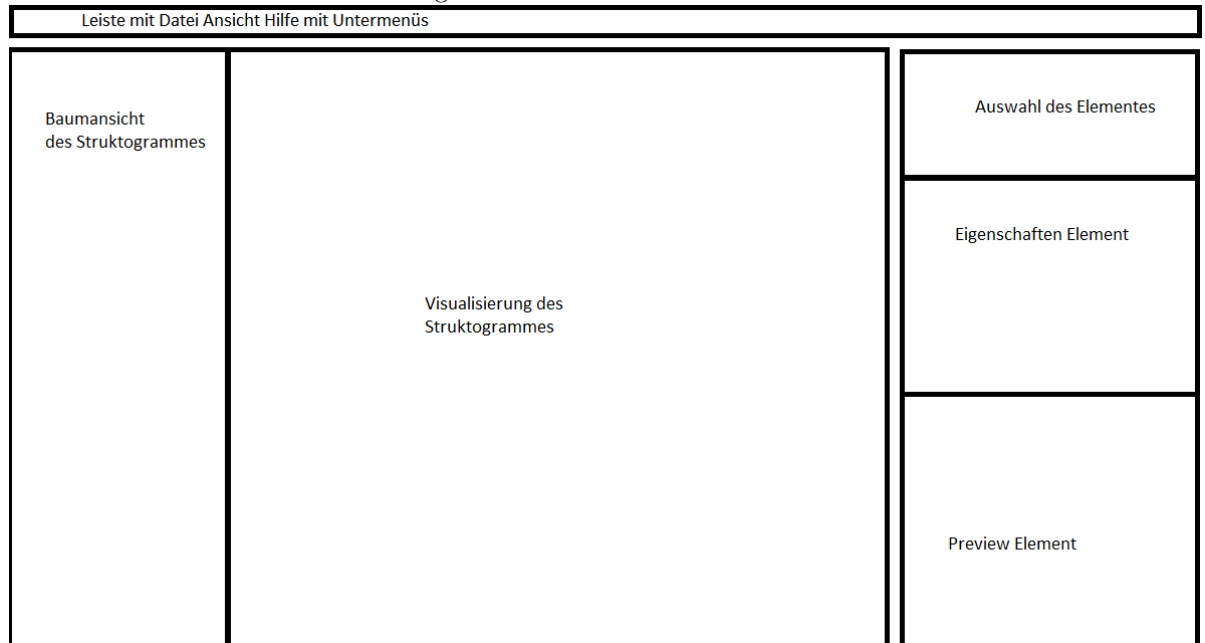 Leiste mit Datei Ansicht Hilfe mit Untermenüs
Baumansicht
des Struktogrammes
Visualisierung des
Struktogrammes
Auswahl des Elementes
Eigenschaften Element
Preview Element